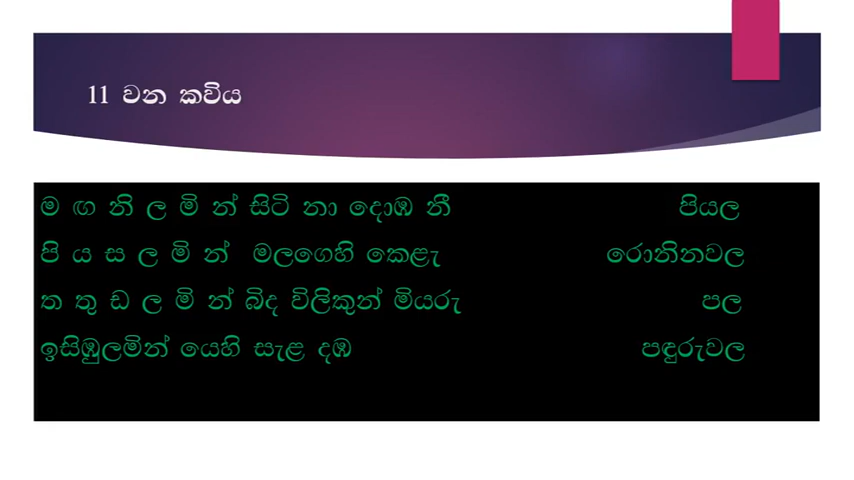 11 වන කවිය
ම ඟ නි ල මි න් සිටි නා දොඹ නී පියල
පි ය ස ල මි න් මලගෙහි කෙළැ රොනිනවල
ත තු ඩ ල මි න් බිද විලිකුන් මියරු පල
ඉසිඹුලමින් යෙහි සැළ දඹ පඳුරුවල